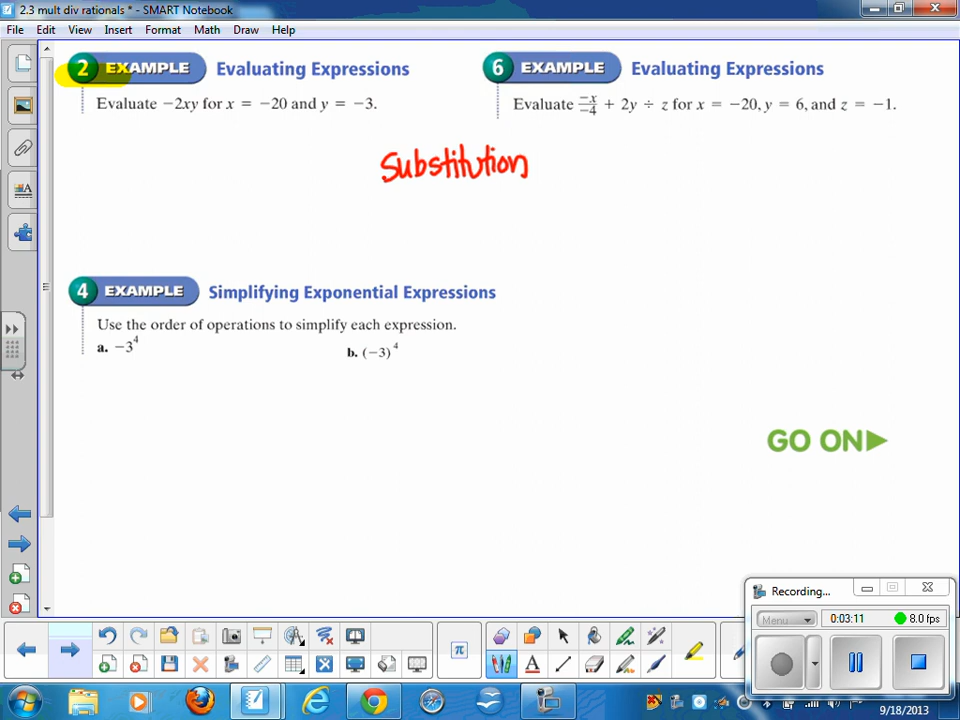 2.3 mult div rationals * - SMART Notebook
File Edit View Insert Format Math Draw Help
2 EXAMPLE Evaluating Expressions
Evaluate −2xy for x = −20 and y = −3.
6 EXAMPLE Evaluating Expressions
Evaluate −x/−4 + 2y ÷ z for x = −20, y = 6, and z = −1.
Substitution
4 EXAMPLE Simplifying Exponential Expressions
Use the order of operations to simplify each expression.
a. −3⁴
b. (−3)⁴
GO ON
Recording...
Menu 0:03:11 8.0 fps
π
A
9/18/2013